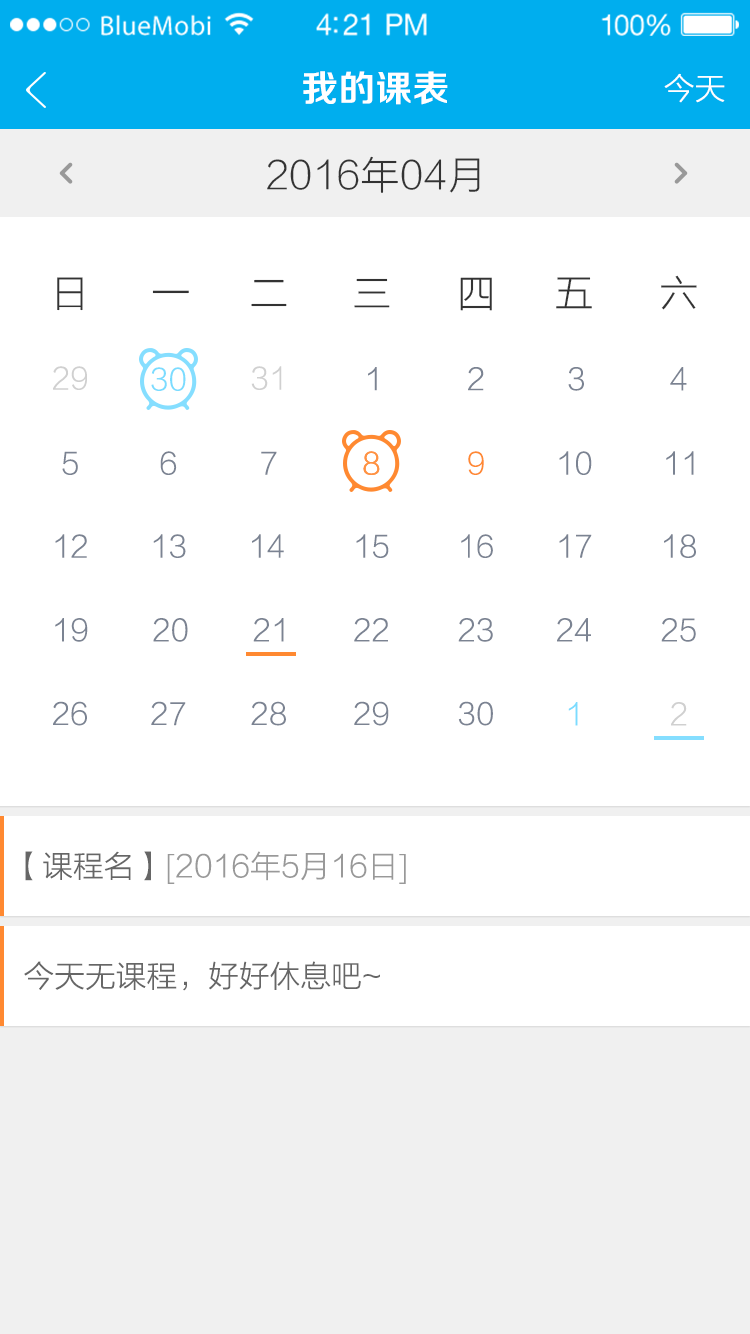 BlueMobi 4:21 PM 100%
我的课表 今天
2016年04月
日 一 二 三 四 五 六
29 30 31 1 2 3 4
5 6 7 8 9 10 11
12 13 14 15 16 17 18
19 20 21 22 23 24 25
26 27 28 29 30 1 2
【课程名】[2016年5月16日]
今天无课程，好好休息吧~